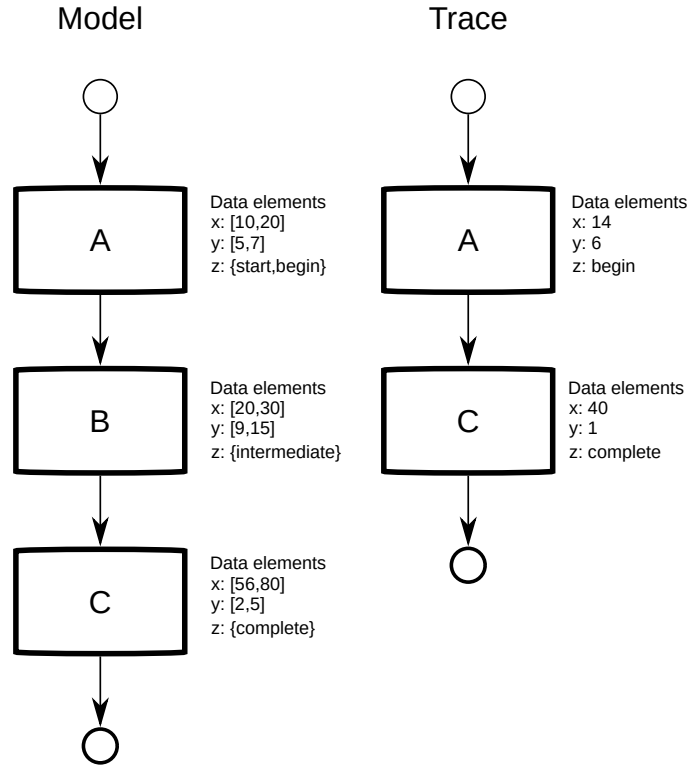 Model
A
Data elements
x: [10,20]
y: [5,7]
z: {start,begin}
B
Data elements
x: [20,30]
y: [9,15]
z: {intermediate}
C
Data elements
x: [56,80]
y: [2,5]
z: {complete}
Trace
A
Data elements
x: 14
y: 6
z: begin
C
Data elements
x: 40
y: 1
z: complete